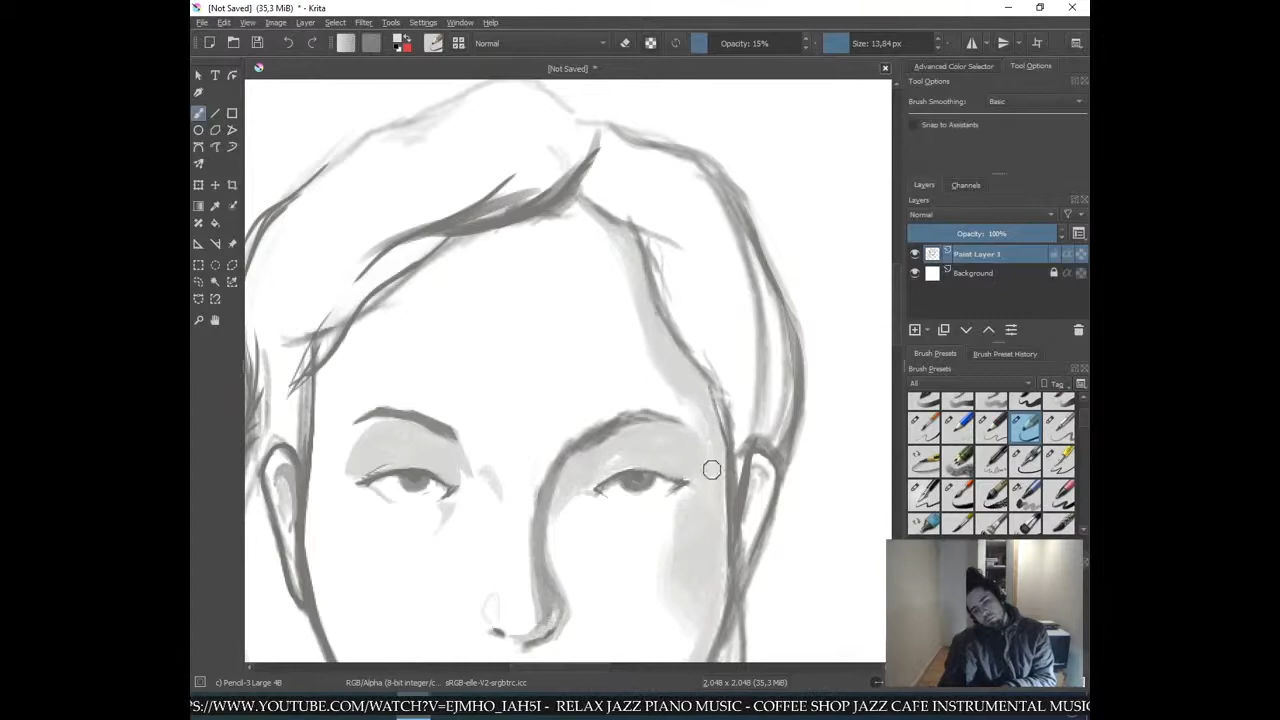 [Not Saved] (35,3 MiB) * - Krita
File Edit View Image Layer Select Filter Tools Settings Window Help
Normal
Opacity: 15%
Size: 13,84 px
[Not Saved] *
Advanced Color Selector
Tool Options
Tool Options
Brush Smoothing:
Basic
Snap to Assistants
Layers
Channels
Layers
Normal
Opacity: 100%
Paint Layer 1
Background
Brush Presets
Brush Preset History
Brush Presets
All
Tag
c) Pencil-3 Large 4B
RGB/Alpha (8-bit integer/c... sRGB-elle-V2-srgbtrc.icc
2.048 x 2.048 (35,3 MiB)
PS://WWW.YOUTUBE.COM/WATCH?V=EJMHO_IAH5I - RELAX JAZZ PIANO MUSIC - COFFEE SHOP JAZZ CAFE INSTRUMENTAL MUSIC